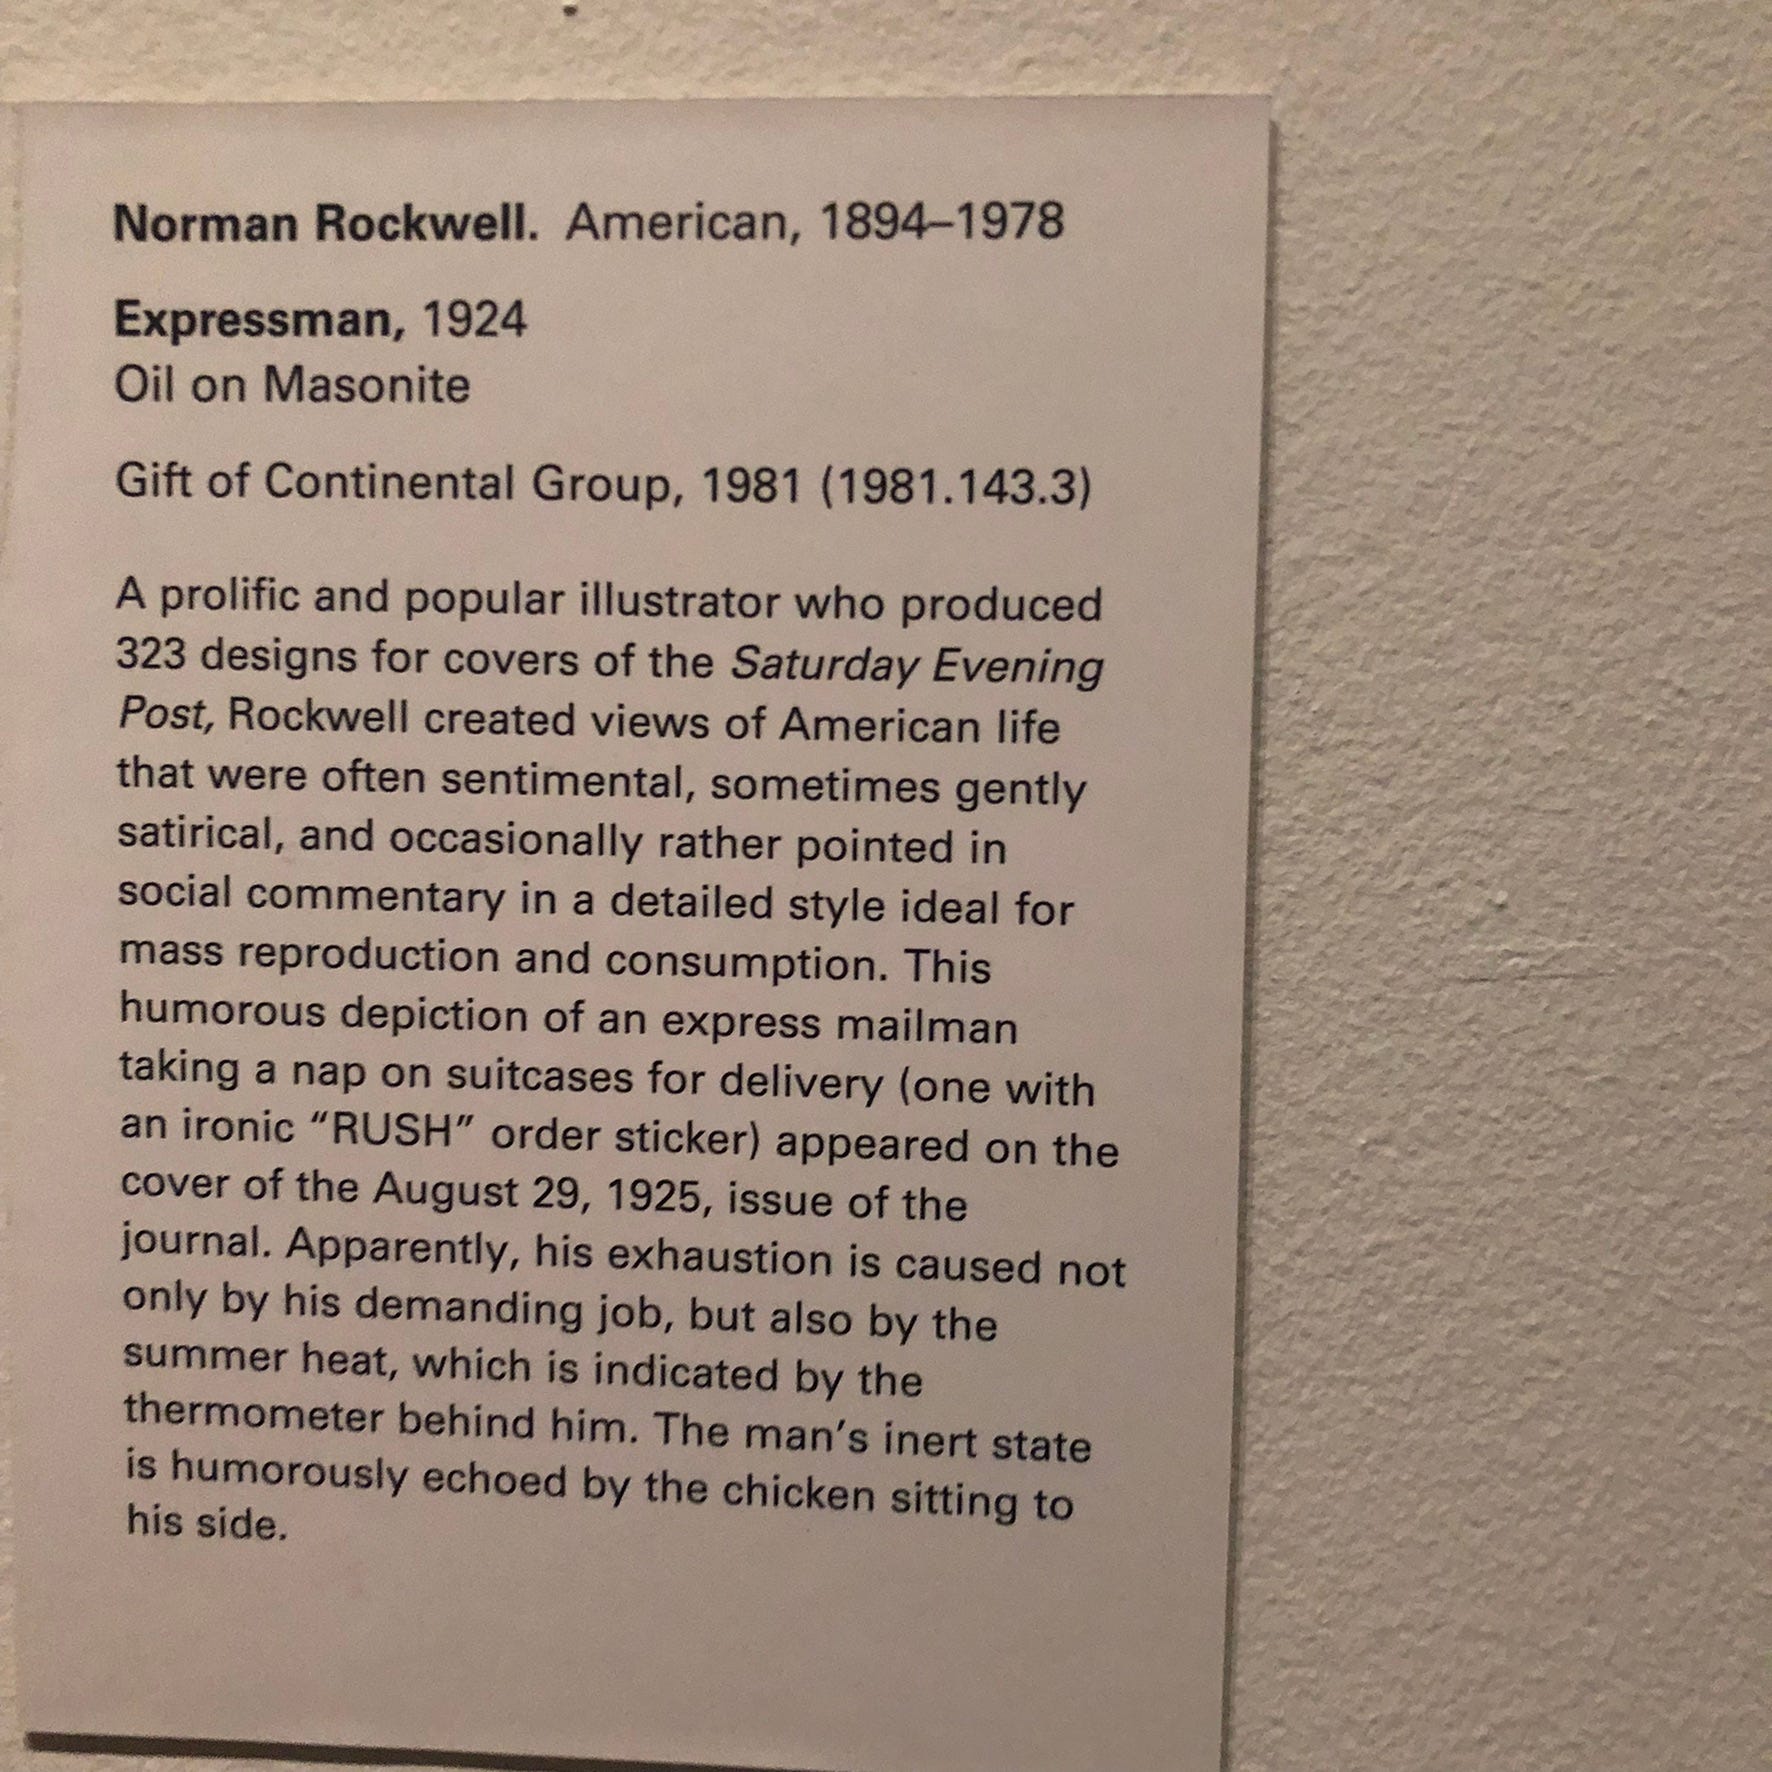 Norman Rockwell. American, 1894–1978
Expressman, 1924
Oil on Masonite
Gift of Continental Group, 1981 (1981.143.3)
A prolific and popular illustrator who produced
323 designs for covers of the Saturday Evening
Post, Rockwell created views of American life
that were often sentimental, sometimes gently
satirical, and occasionally rather pointed in
social commentary in a detailed style ideal for
mass reproduction and consumption. This
humorous depiction of an express mailman
taking a nap on suitcases for delivery (one with
an ironic “RUSH” order sticker) appeared on the
cover of the August 29, 1925, issue of the
journal. Apparently, his exhaustion is caused not
only by his demanding job, but also by the
summer heat, which is indicated by the
thermometer behind him. The man’s inert state
is humorously echoed by the chicken sitting to
his side.